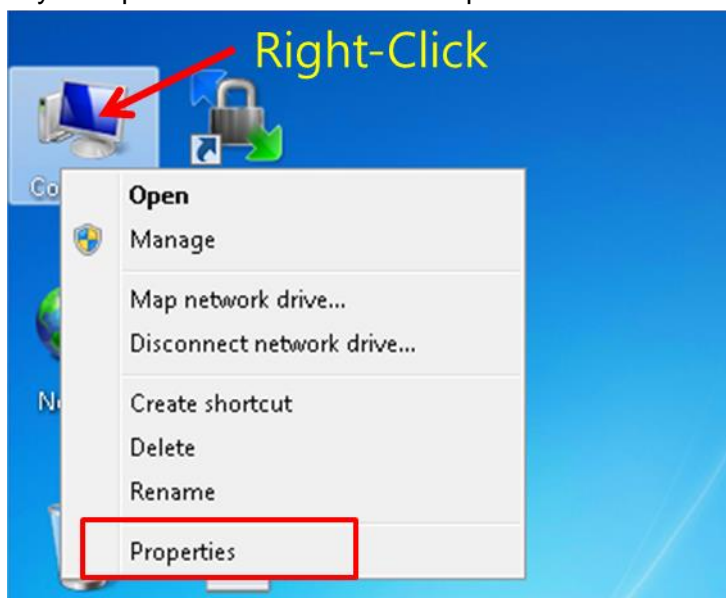 Right-Click
Open
Manage
Map network drive...
Disconnect network drive...
Create shortcut
Delete
Rename
Properties